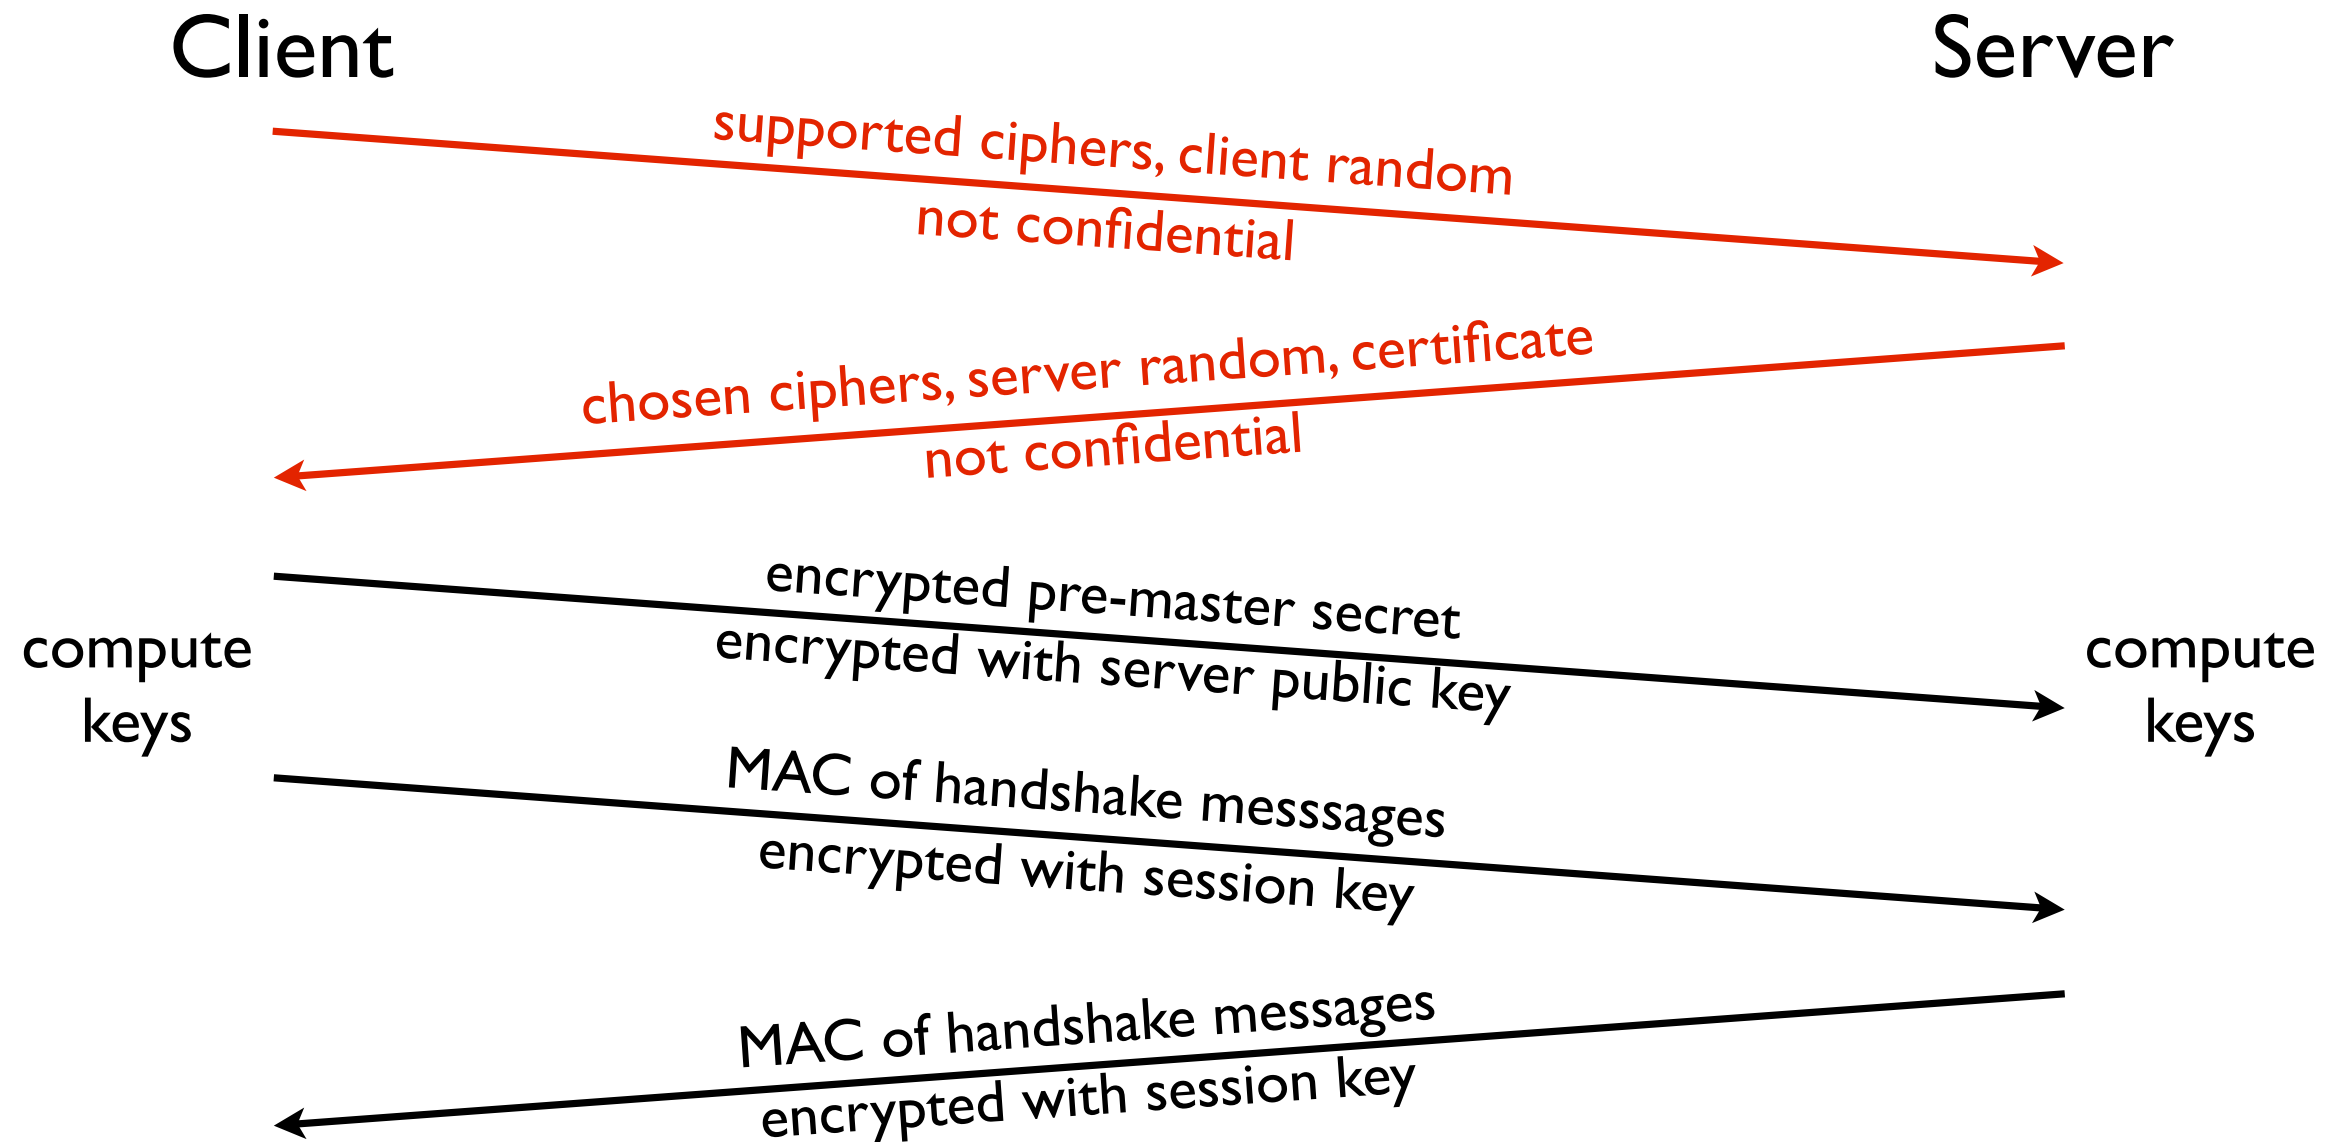 Client
Server
supported ciphers, client random
not confidential
chosen ciphers, server random, certificate
not confidential
encrypted pre-master secret
encrypted with server public key
compute
keys
compute
keys
MAC of handshake messsages
encrypted with session key
MAC of handshake messages
encrypted with session key